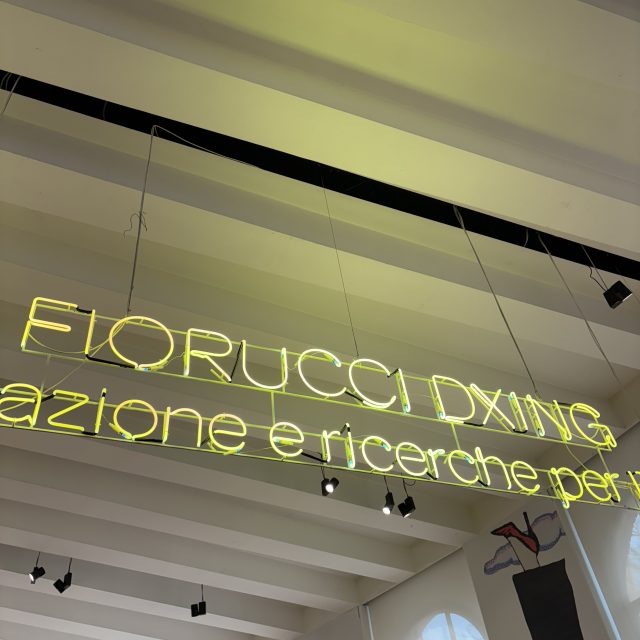 FIORUCCI DXING
azione e ricerche per